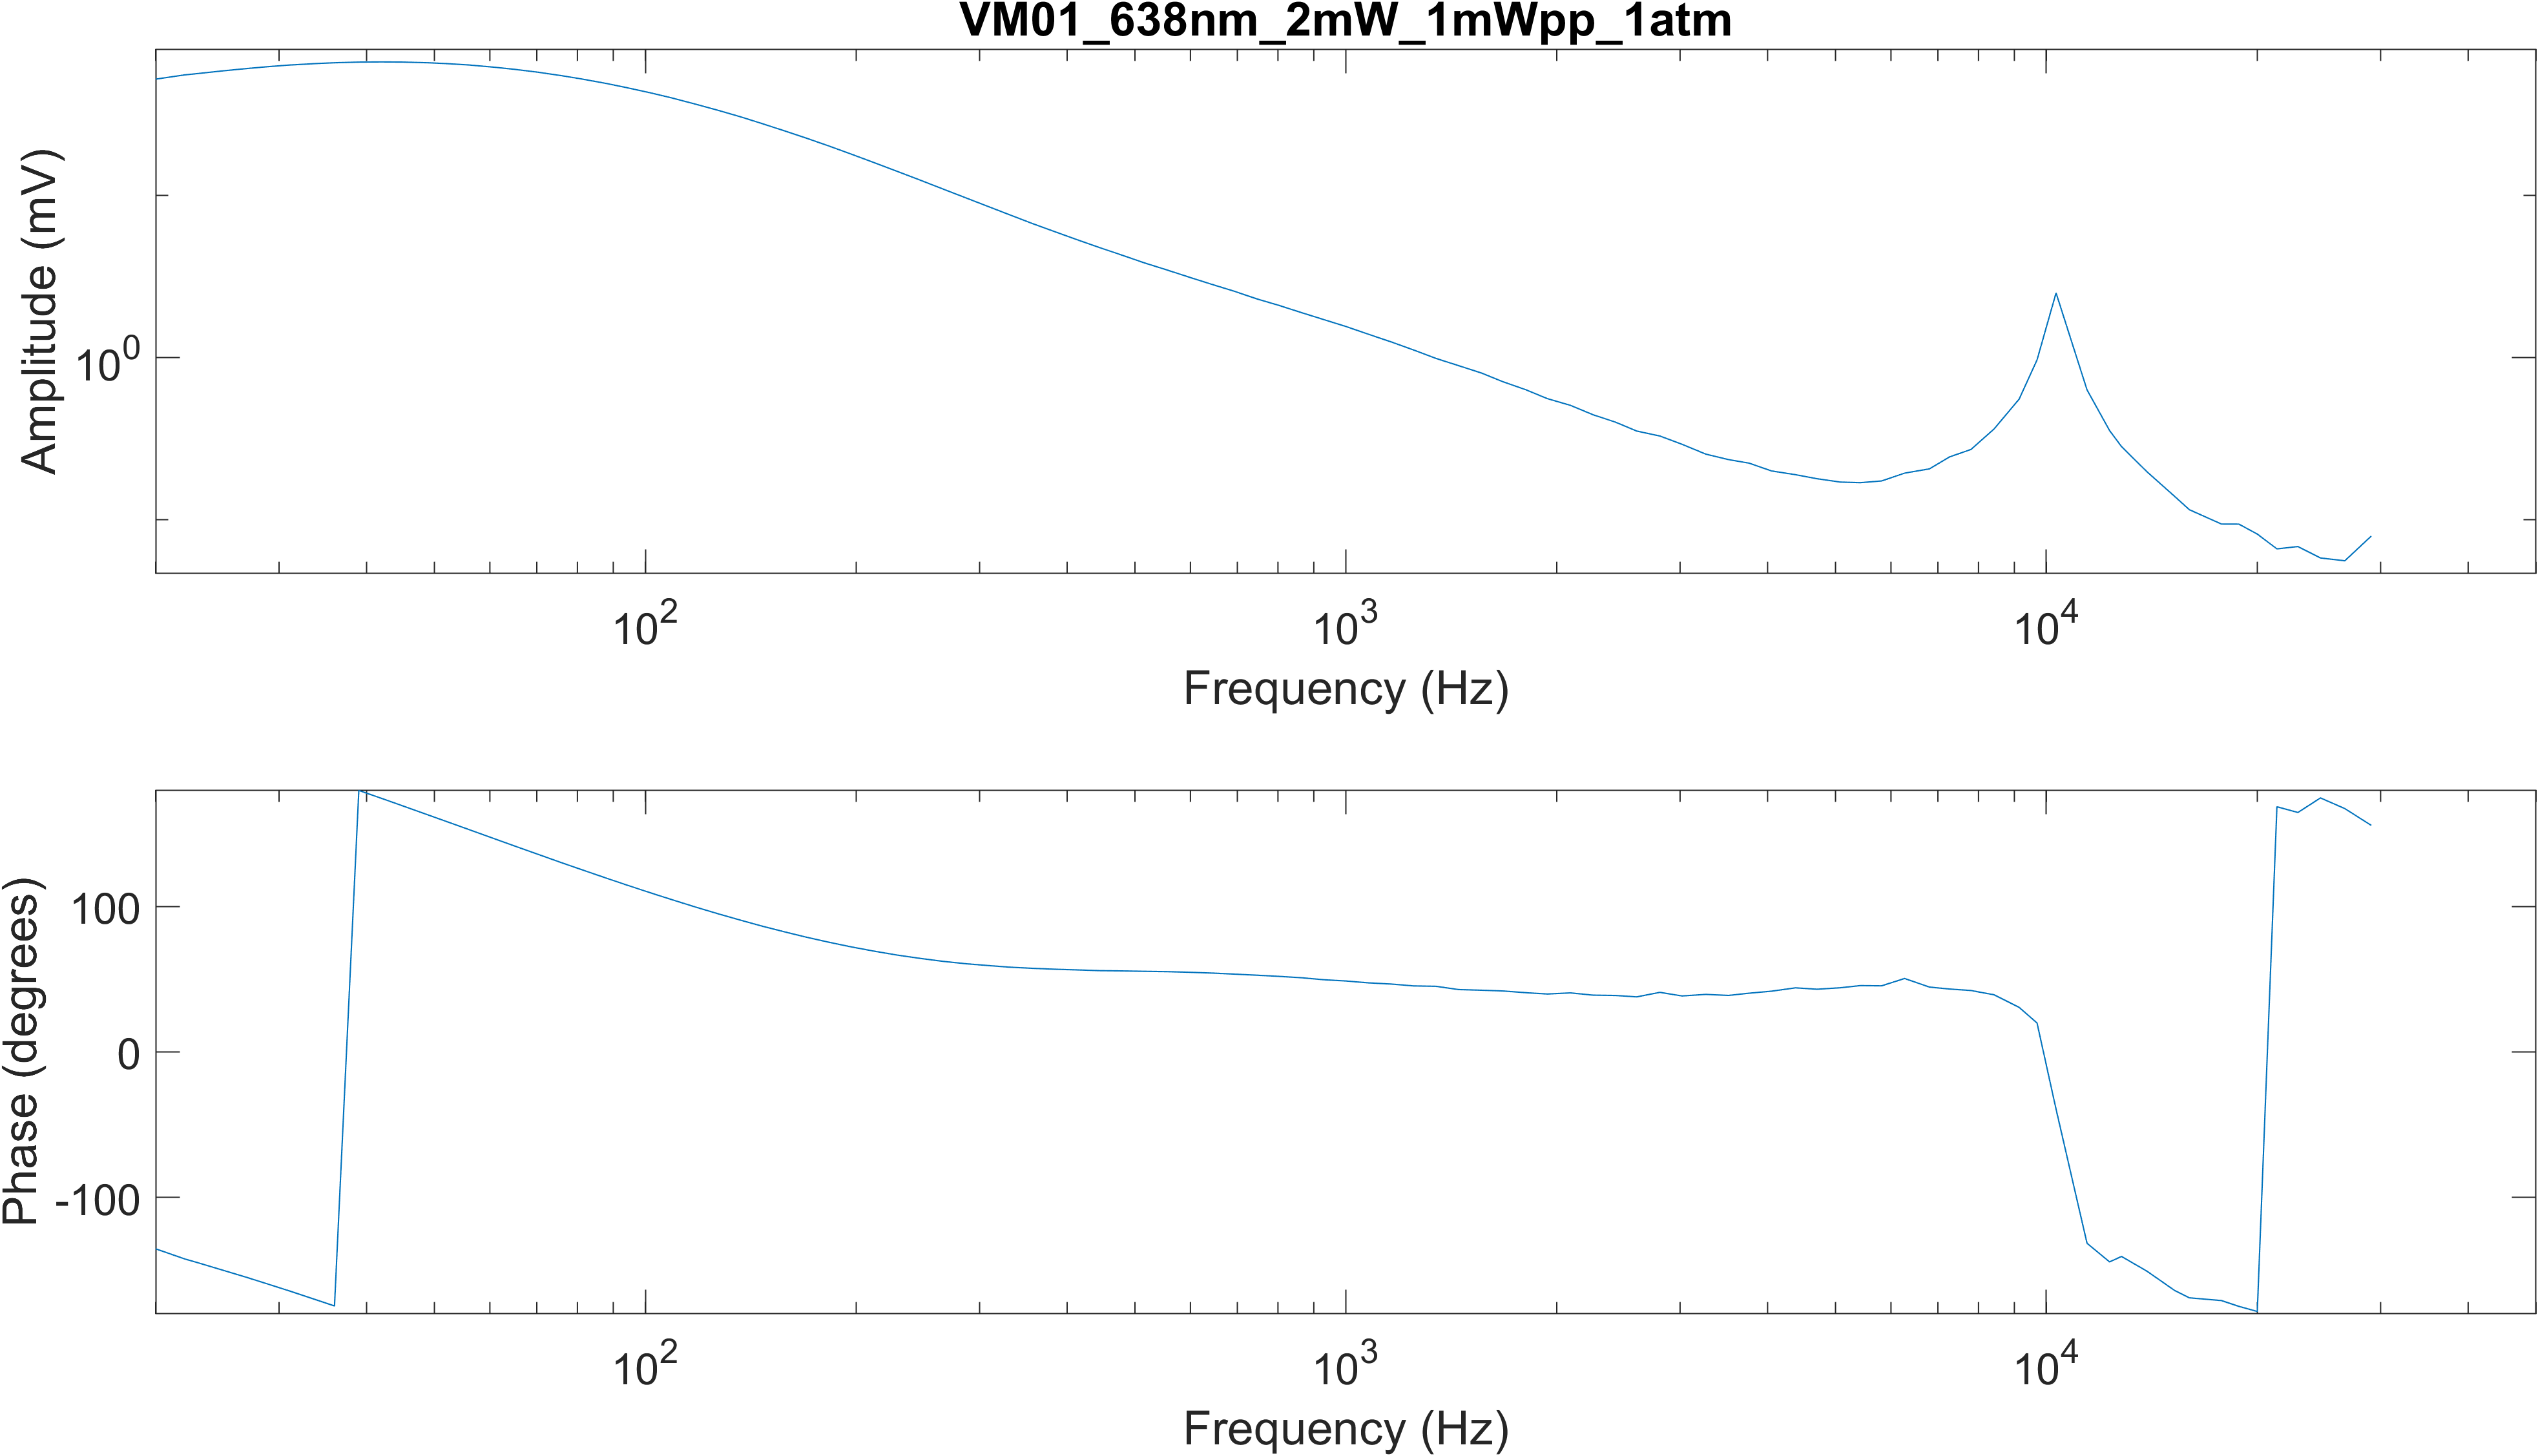 VM01_638nm_2mW_1mWpp_1atm
Amplitude (mV)
10^0
10^2 10^3 10^4
Frequency (Hz)
Phase (degrees)
100
0
-100
10^2 10^3 10^4
Frequency (Hz)